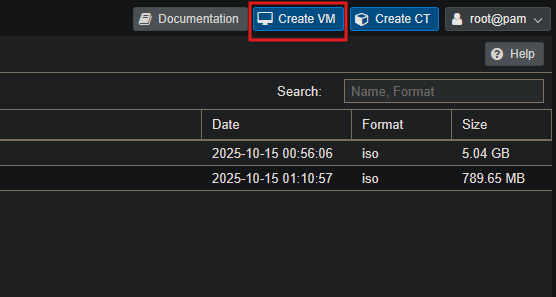 Documentation Create VM Create CT root@pam
Help
Search: Name, Format
Date Format Size
2025-10-15 00:56:06 iso 5.04 GB
2025-10-15 01:10:57 iso 789.65 MB